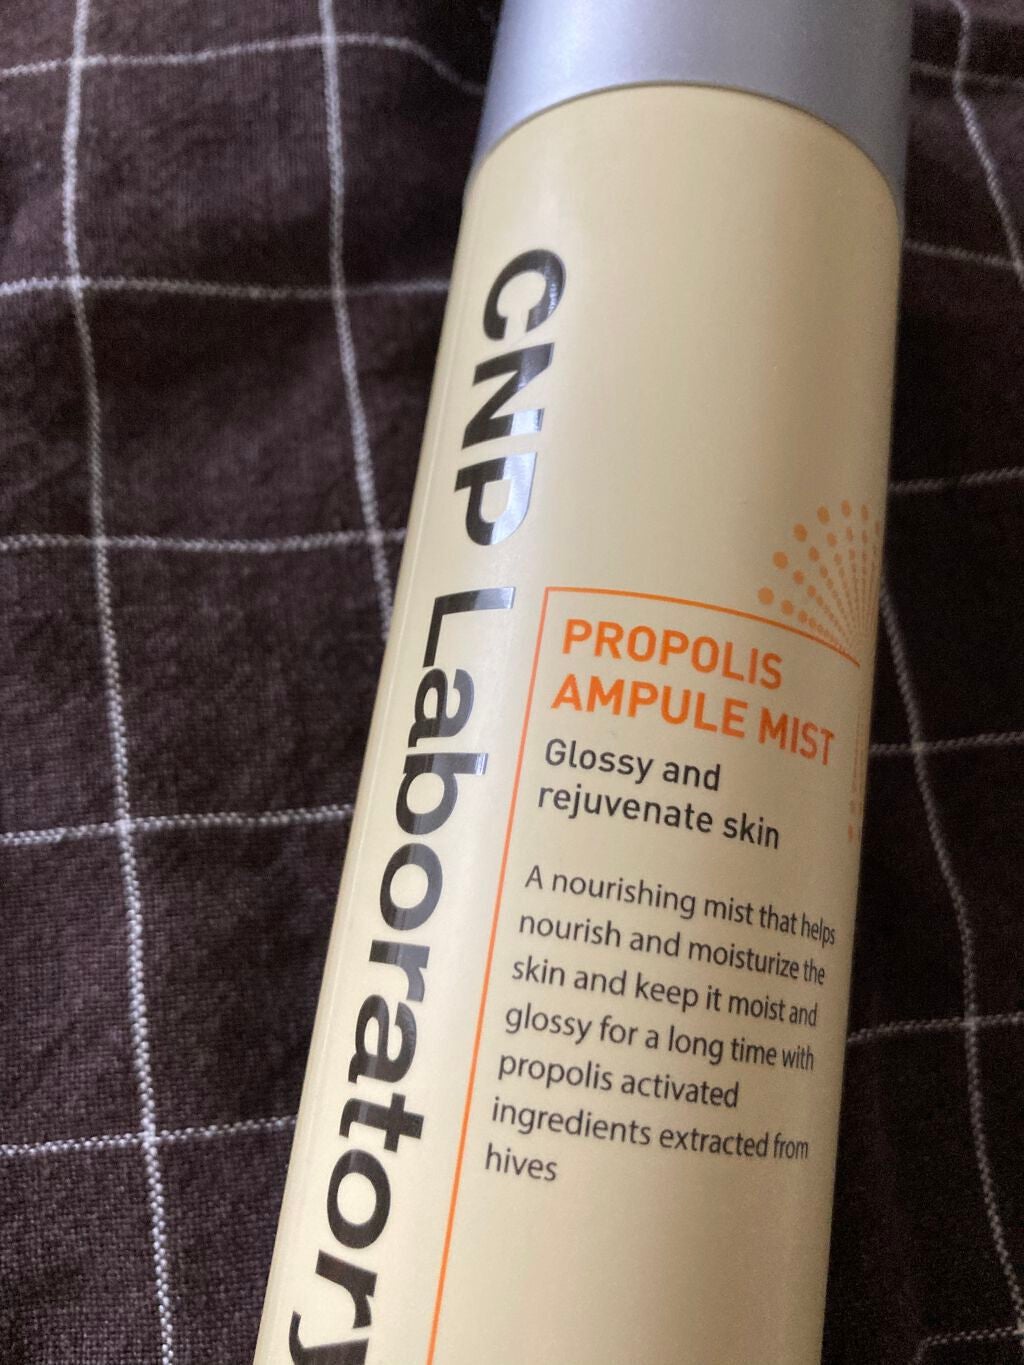 CNP Laboratory
PROPOLIS
AMPULE MIST
Glossy and
rejuvenate skin
A nourishing mist that helps
nourish and moisturize the
skin and keep it moist and
glossy for a long time with
propolis activated
ingredients extracted from
hives